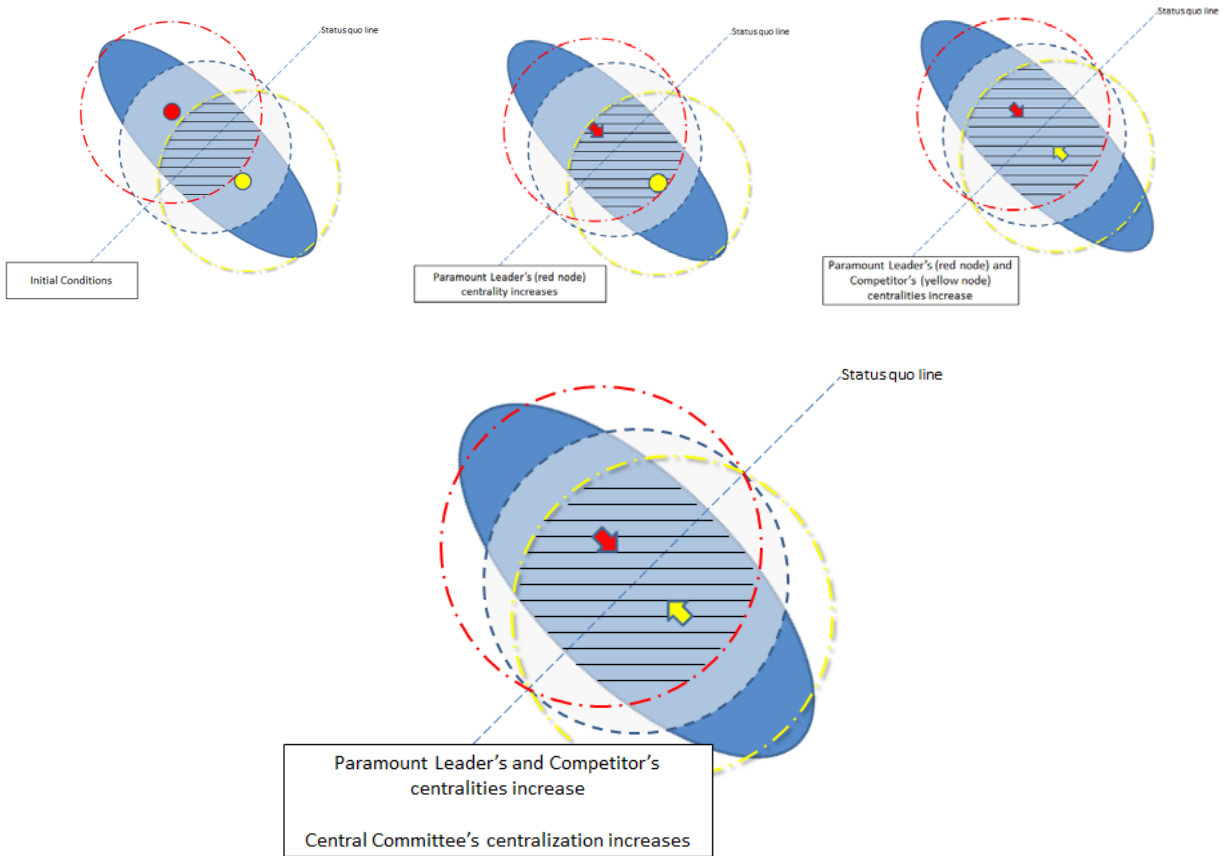 Status quo line
Initial Conditions
Status quo line
Paramount Leader's (red node)
centrality increases
Status quo line
Paramount Leader's (red node) and
Competitor's (yellow node)
centralities increase
Status quo line
Paramount Leader's and Competitor's
centralities increase
Central Committee's centralization increases